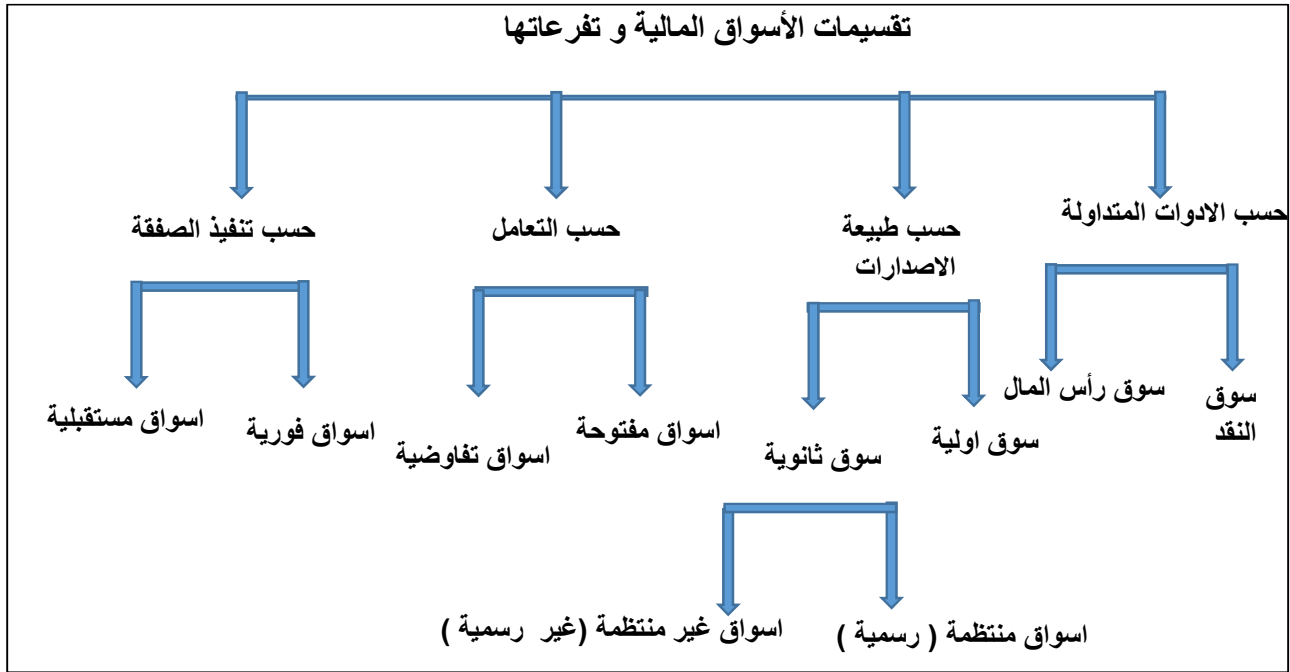 تقسيمات الأسواق المالية و تفرعاتها
حسب الادوات المتداولة
حسب طبيعة
الاصدارات
حسب التعامل
حسب تنفيذ الصفقة
سوق
النقد
سوق رأس المال
سوق اولية
سوق ثانوية
اسواق مفتوحة
اسواق تفاوضية
اسواق فورية
اسواق مستقبلية
اسواق منتظمة ( رسمية )
اسواق غير منتظمة (غير رسمية )